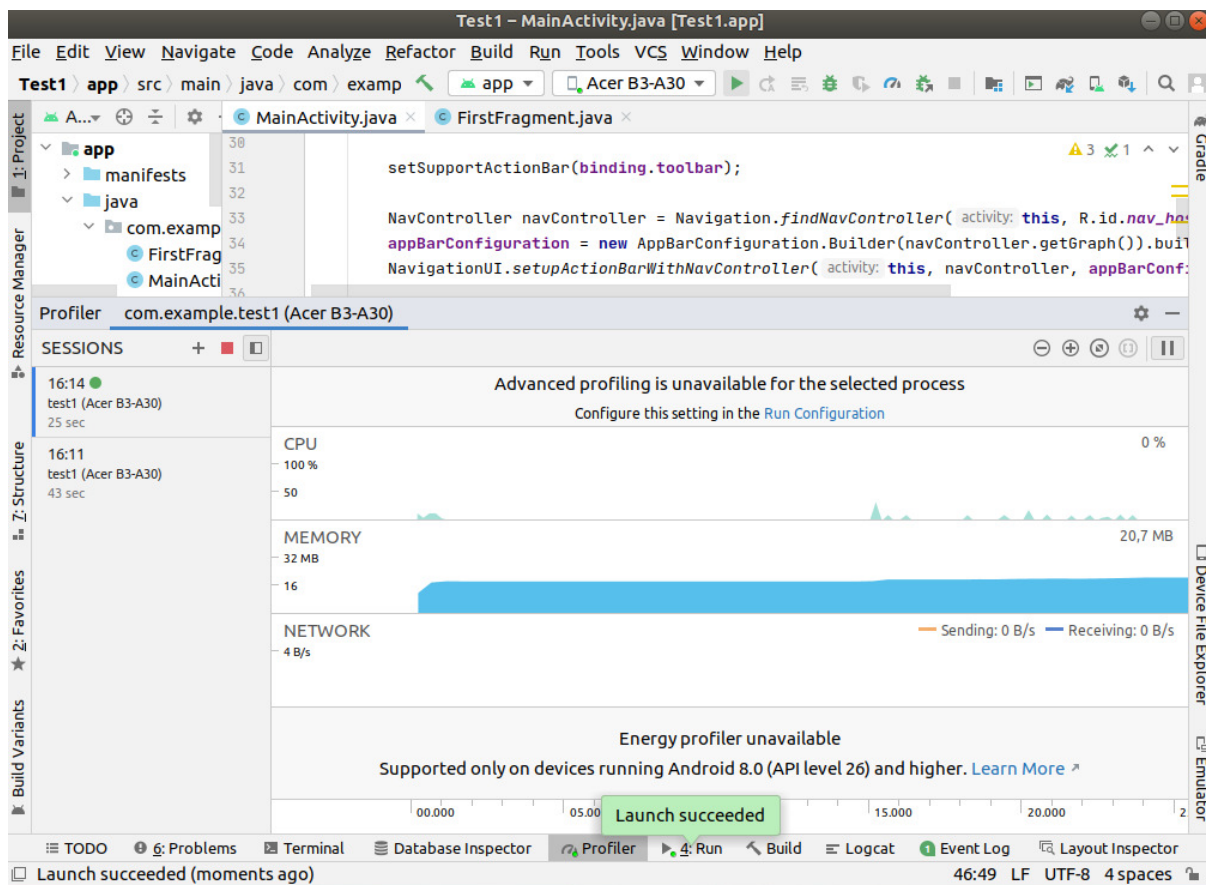 Test1 – MainActivity.java [Test1.app]
File Edit View Navigate Code Analyze Refactor Build Run Tools VCS Window Help
Test1 app src main java com examp app Acer B3-A30
1: Project
Resource Manager
7: Structure
2: Favorites
Build Variants
A...
MainActivity.java
FirstFragment.java
app
manifests
java
com.examp
FirstFrag
MainActi
3 1
30
31 setSupportActionBar(binding.toolbar);
32
33 NavController navController = Navigation.findNavController( activity: this, R.id.nav_hos
34 appBarConfiguration = new AppBarConfiguration.Builder(navController.getGraph()).buil
35 NavigationUI.setupActionBarWithNavController( activity: this, navController, appBarConf
36
Profiler com.example.test1 (Acer B3-A30)
SESSIONS
16:14
test1 (Acer B3-A30)
25 sec
16:11
test1 (Acer B3-A30)
43 sec
Advanced profiling is unavailable for the selected process
Configure this setting in the Run Configuration
CPU 0 %
100 %
50
MEMORY 20,7 MB
32 MB
16
NETWORK Sending: 0 B/s Receiving: 0 B/s
4 B/s
Energy profiler unavailable
Supported only on devices running Android 8.0 (API level 26) and higher. Learn More
00.000 05.00 15.000 20.000 2
Launch succeeded
Gradle
Device File Explorer
Emulator
TODO 6: Problems Terminal Database Inspector Profiler 4: Run Build Logcat 1 Event Log Layout Inspector
Launch succeeded (moments ago) 46:49 LF UTF-8 4 spaces